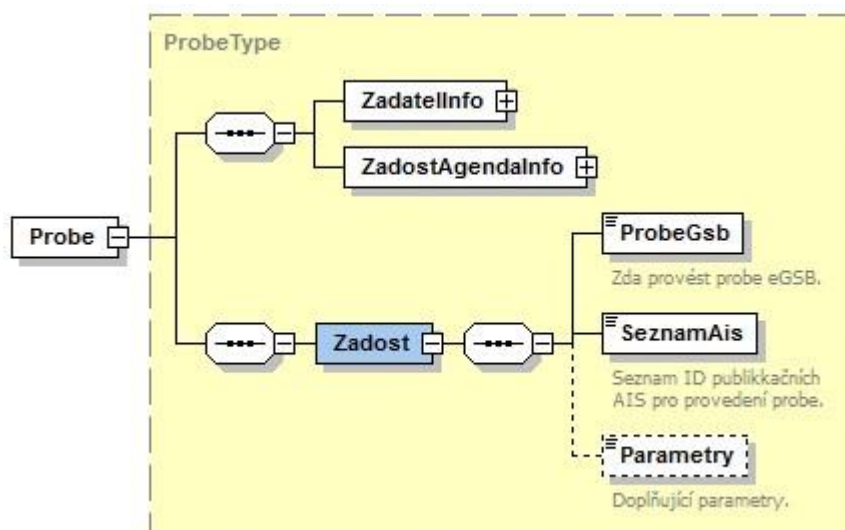 ProbeType
ZadatelInfo
ZadostAgendaInfo
Probe
ProbeGsb
Zda provést probe eGSB.
Zadost
SeznamAis
Seznam ID publikkačních
AIS pro provedení probe.
Parametry
Doplňující parametry.